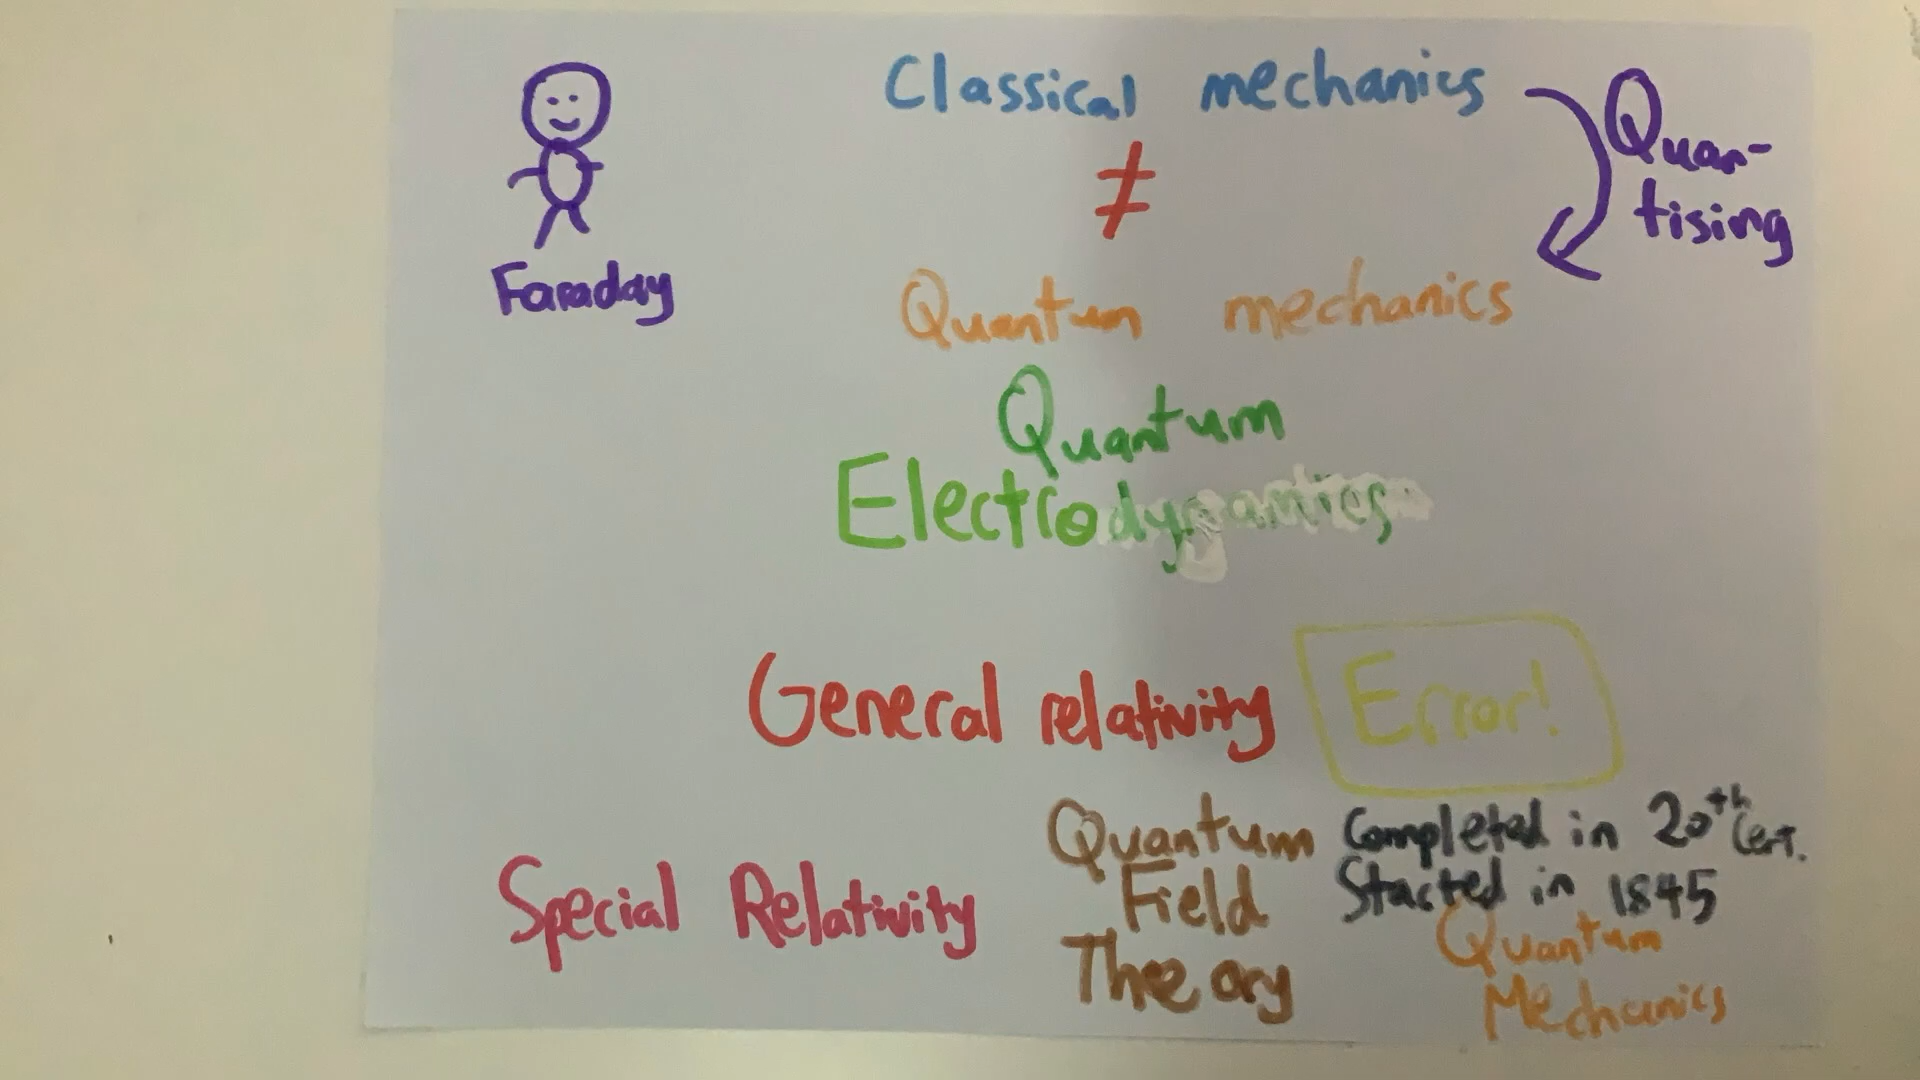 Classical mechanics
≠
Quan-
tising
Faraday
Quantum mechanics
Quantum
Electrodynamics
General relativity
Error!
Special Relativity
Quantum
Field
Theory
Completed in 20th Cent.
Started in 1845
Quantum
Mechanics